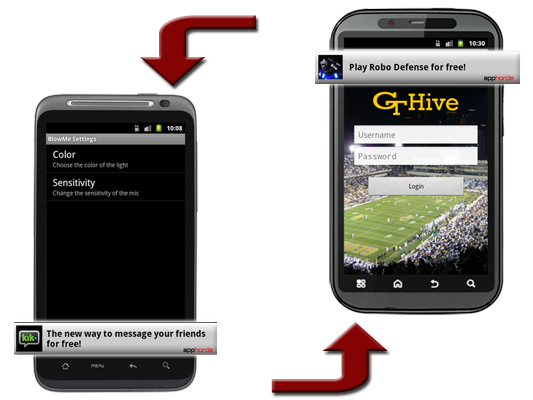 10:08
BlowMe Settings
Color
Choose the color of the light
Sensitivity
Change the sensitivity of the mic
kik
The new way to message your friends
for free!
apphorde
MENU
10:30
Play Robo Defense for free!
apphorde
GTHive
Username
Password
Login